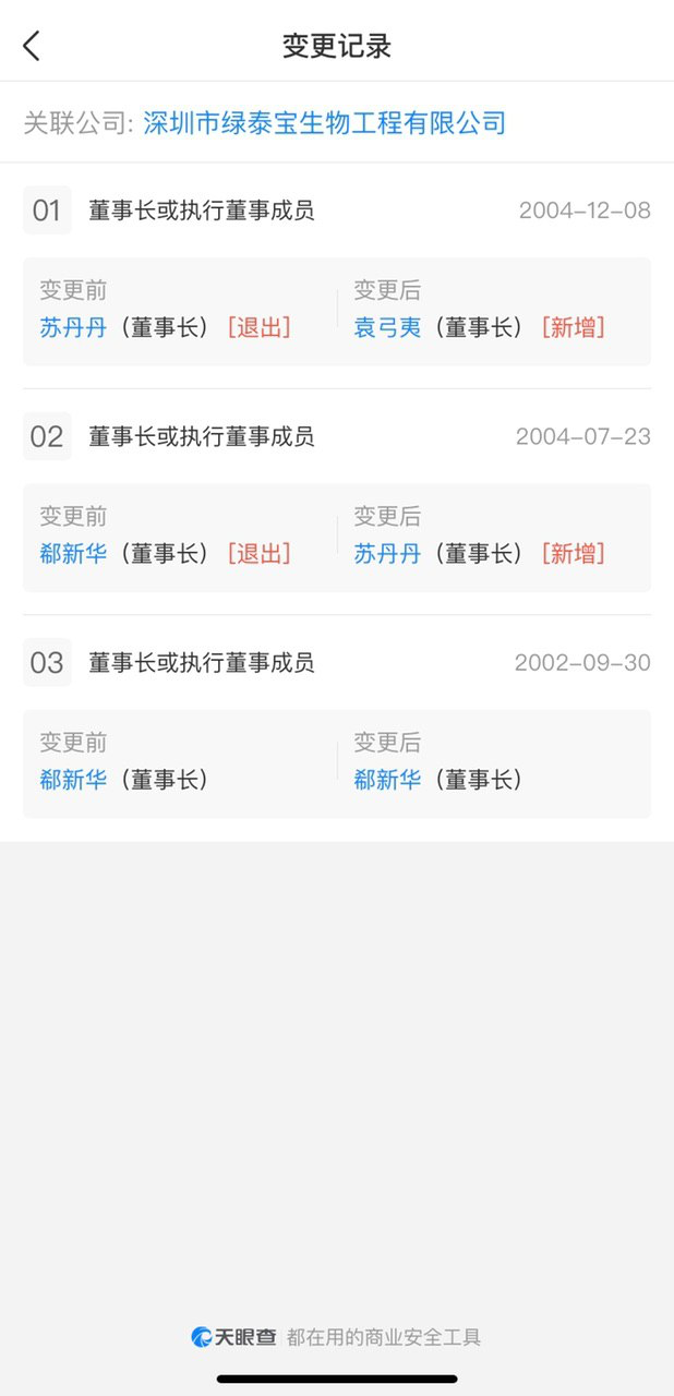 变更记录
关联公司: 深圳市绿泰宝生物工程有限公司
01 董事长或执行董事成员 2004-12-08
变更前 变更后
苏丹丹（董事长） [退出] 袁弓夷（董事长） [新增]
02 董事长或执行董事成员 2004-07-23
变更前 变更后
郗新华（董事长） [退出] 苏丹丹（董事长） [新增]
03 董事长或执行董事成员 2002-09-30
变更前 变更后
郗新华（董事长） 郗新华（董事长）
天眼查 都在用的商业安全工具